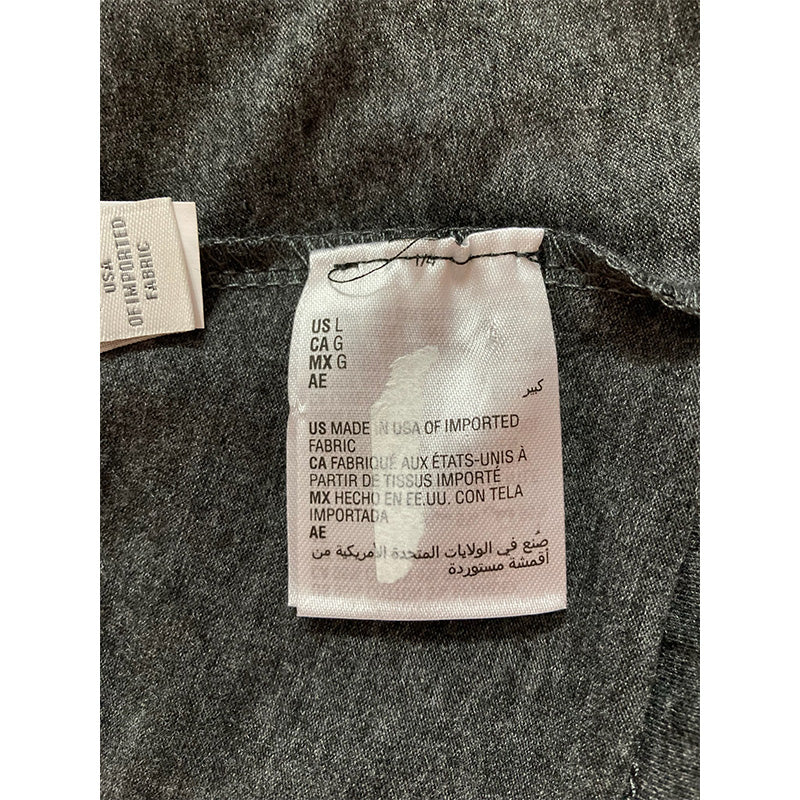 USA
OF IMPORTED
FABRIC
1/4
US L
CA G
MX G
AE
كبير
US MADE IN USA OF IMPORTED
FABRIC
CA FABRIQUÉ AUX ÉTATS-UNIS À
PARTIR DE TISSUS IMPORTÉ
MX HECHO EN EE.UU. CON TELA
IMPORTADA
AE
صُنع في الولايات المتحدة الأمريكية من
أقمشة مستوردة